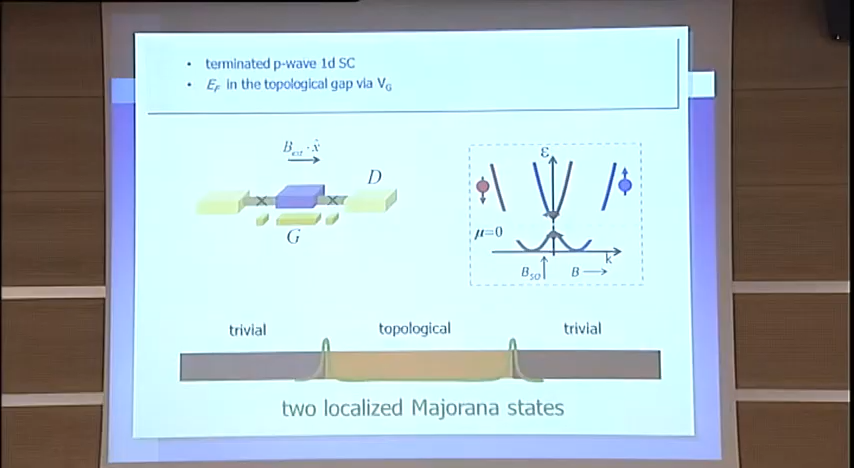 • terminated p-wave 1d SC
• E_F in the topological gap via V_G
B_ext · x̂
D
G
ε
μ=0
k
B_SO
B
trivial
topological
trivial
two localized Majorana states